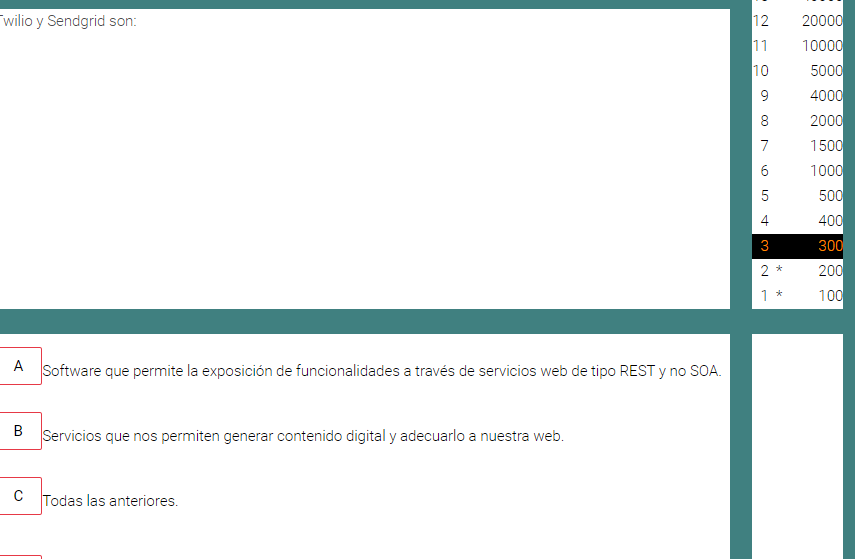 Twilio y Sendgrid son:
12 20000
11 10000
10 5000
9 4000
8 2000
7 1500
6 1000
5 500
4 400
3 300
2 * 200
1 * 100
A Software que permite la exposición de funcionalidades a través de servicios web de tipo REST y no SOA.
B Servicios que nos permiten generar contenido digital y adecuarlo a nuestra web.
C Todas las anteriores.